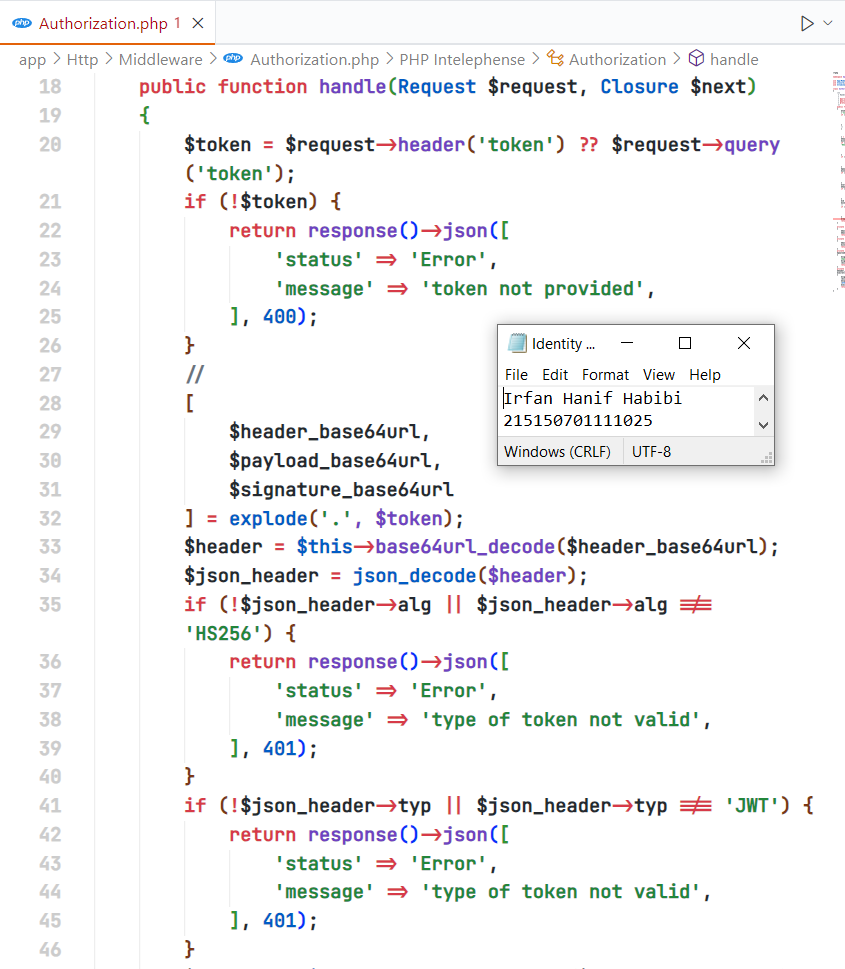 Authorization.php 1
app > Http > Middleware > Authorization.php > PHP Intelephense > Authorization > handle
18 public function handle(Request $request, Closure $next)
19 {
20 $token = $request->header('token') ?? $request->query
('token');
21 if (!$token) {
22 return response()->json([
23 'status' => 'Error',
24 'message' => 'token not provided',
25 ], 400);
26 }
27 //
28 [
29 $header_base64url,
30 $payload_base64url,
31 $signature_base64url
32 ] = explode('.', $token);
33 $header = $this->base64url_decode($header_base64url);
34 $json_header = json_decode($header);
35 if (!$json_header->alg || $json_header->alg !==
'HS256') {
36 return response()->json([
37 'status' => 'Error',
38 'message' => 'type of token not valid',
39 ], 401);
40 }
41 if (!$json_header->typ || $json_header->typ !== 'JWT') {
42 return response()->json([
43 'status' => 'Error',
44 'message' => 'type of token not valid',
45 ], 401);
46 }
Identity ...
File Edit Format View Help
Irfan Hanif Habibi
215150701111025
Windows (CRLF) UTF-8